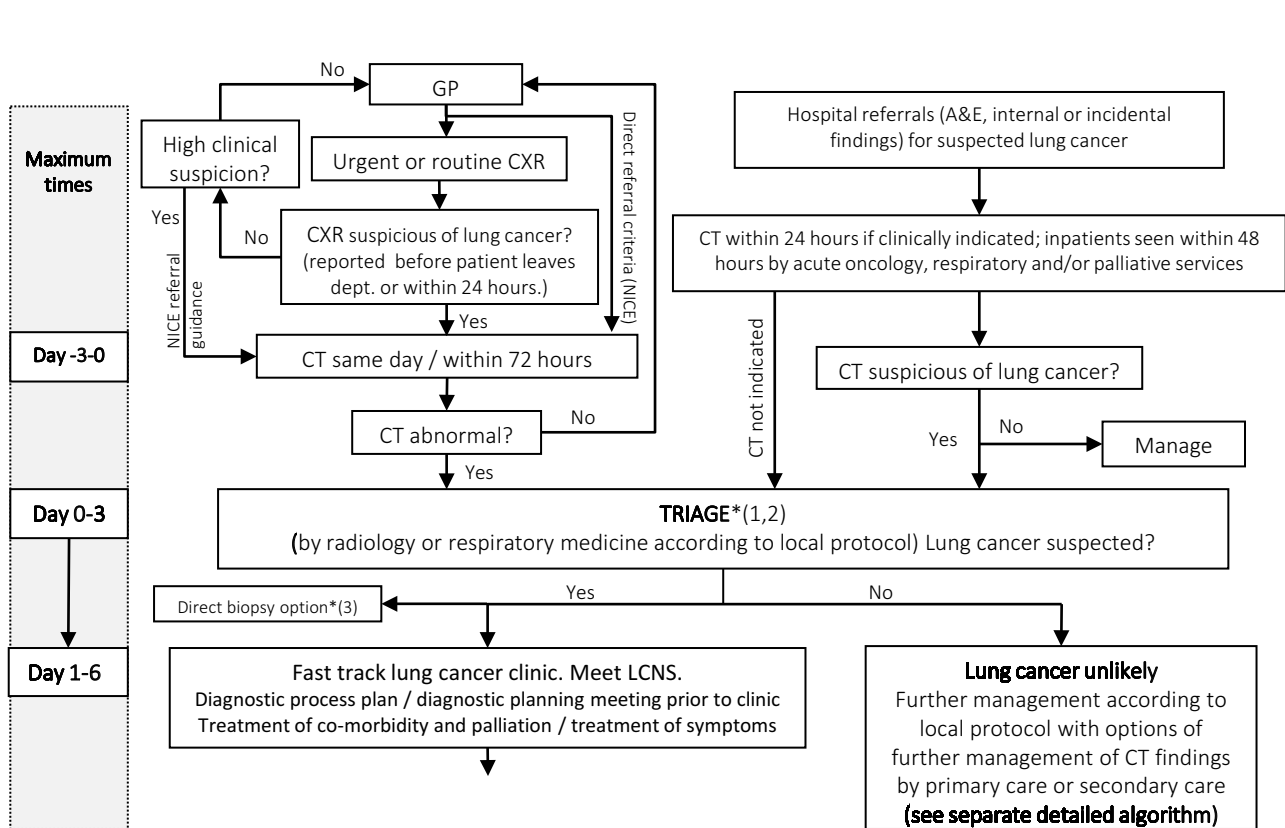 No
GP
Hospital referrals (A&E, internal or incidental
findings) for suspected lung cancer
Maximum
times
High clinical
suspicion?
Urgent or routine CXR
Direct referral criteria (NICE)
Yes
No
CXR suspicious of lung cancer?
(reported before patient leaves
dept. or within 24 hours.)
CT within 24 hours if clinically indicated; inpatients seen within 48
hours by acute oncology, respiratory and/or palliative services
NICE referral
guidance
Yes
Day -3-0
CT same day / within 72 hours
CT not indicated
CT suspicious of lung cancer?
CT abnormal?
No
Yes
No
Manage
Yes
Day 0-3
TRIAGE*(1,2)
(by radiology or respiratory medicine according to local protocol) Lung cancer suspected?
Direct biopsy option*(3)
Yes
No
Day 1-6
Fast track lung cancer clinic. Meet LCNS.
Diagnostic process plan / diagnostic planning meeting prior to clinic
Treatment of co-morbidity and palliation / treatment of symptoms
Lung cancer unlikely
Further management according to
local protocol with options of
further management of CT findings
by primary care or secondary care
(see separate detailed algorithm)